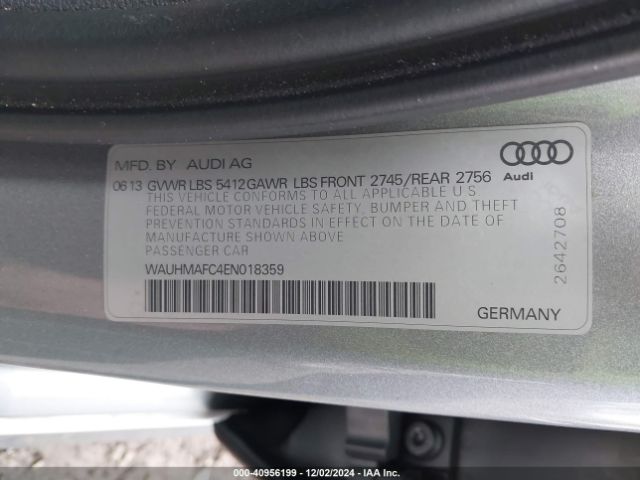 MFD. BY AUDI AG
0613 GVWR LBS 5412 GAWR LBS FRONT 2745/REAR 2756
Audi
THIS VEHICLE CONFORMS TO ALL APPLICABLE U S
FEDERAL MOTOR VEHICLE SAFETY, BUMPER AND THEFT
PREVENTION STANDARDS IN EFFECT ON THE DATE OF
MANUFACTURE SHOWN ABOVE
PASSENGER CAR
WAUHMAFC4EN018359
2642708
GERMANY
000-40956199 - 12/02/2024 - IAA Inc.